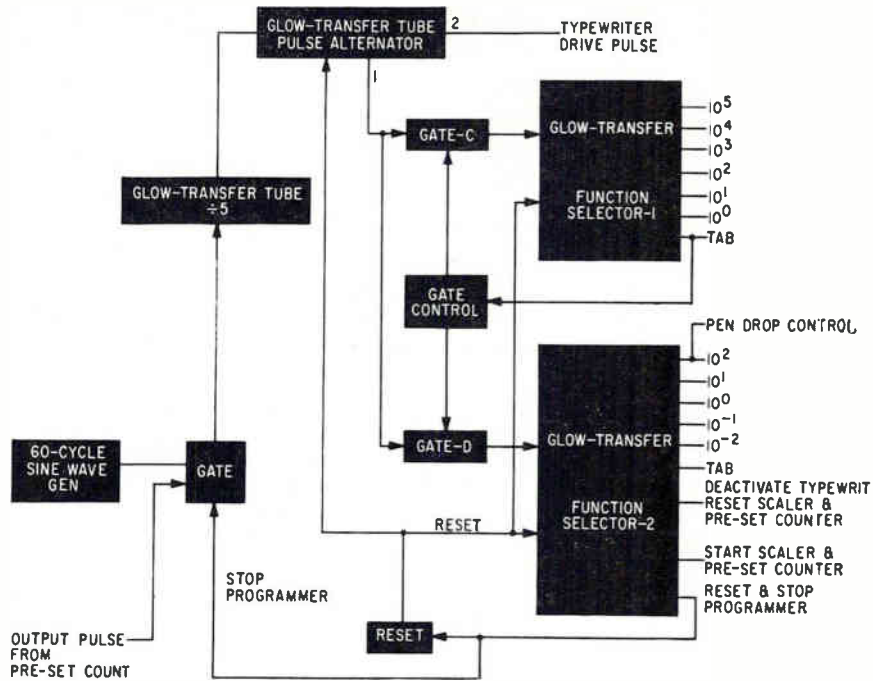 GLOW-TRANSFER TUBE
PULSE ALTERNATOR
2
TYPEWRITER
DRIVE PULSE
1
GATE-C
GLOW-TRANSFER
FUNCTION
SELECTOR-1
10⁵
10⁴
10³
10²
10¹
10⁰
TAB
GLOW-TRANSFER TUBE
÷5
GATE
CONTROL
PEN DROP CONTROL
10²
10¹
10⁰
10⁻¹
10⁻²
TAB
DEACTIVATE TYPEWRIT
RESET SCALER &
PRE-SET COUNTER
START SCALER &
PRE-SET COUNTER
RESET & STOP
PROGRAMMER
GLOW-TRANSFER
FUNCTION
SELECTOR-2
GATE-D
60-CYCLE
SINE WAVE
GEN
GATE
RESET
STOP
PROGRAMMER
RESET
OUTPUT PULSE
FROM
PRE-SET COUNT